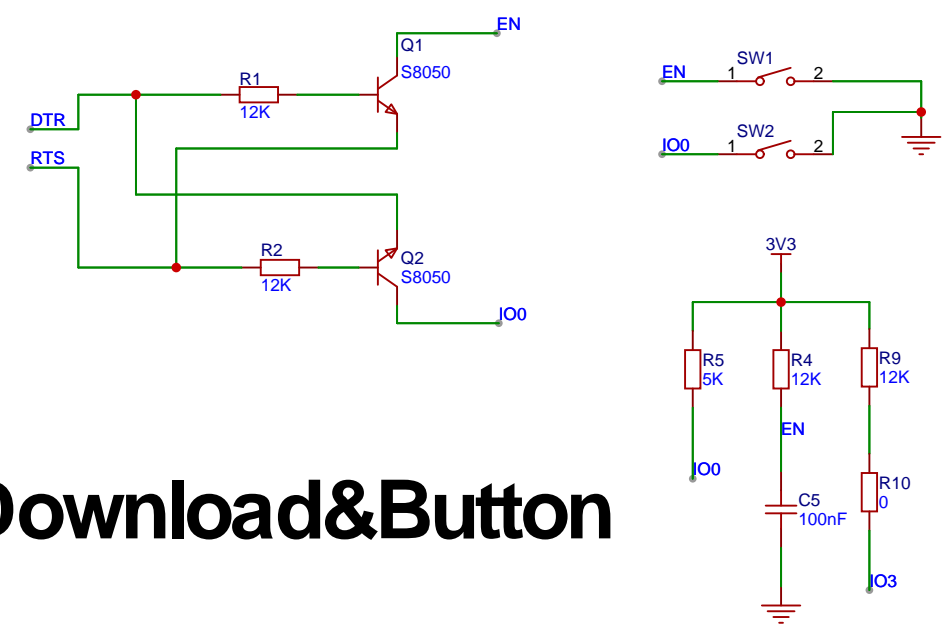 EN
Q1
S8050
R1
12K
DTR
RTS
R2
12K
Q2
S8050
IO0
EN
SW1
1 2
IO0
SW2
1 2
3V3
R5
5K
R4
12K
R9
12K
EN
IO0
C5
100nF
R10
0
IO3
Download&Button